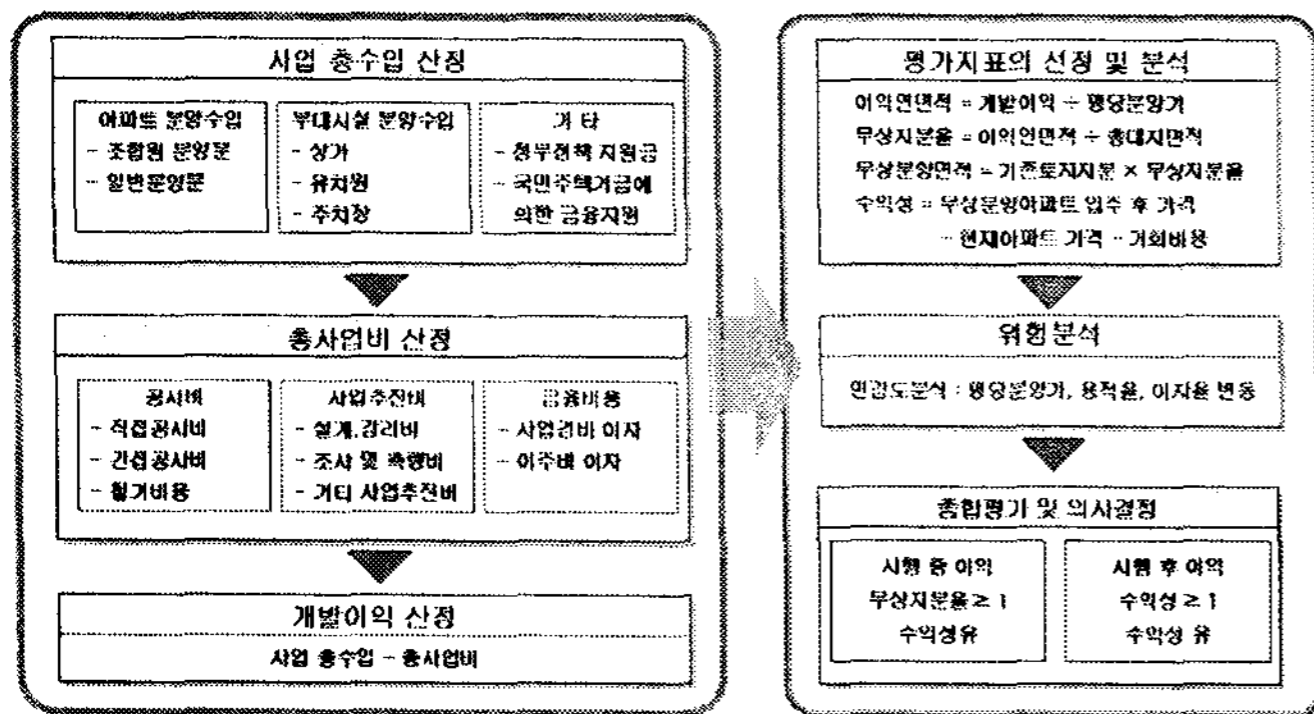 사업 총수입 산정
아파트 분양수입
- 조합원 분양분
- 일반분양분
부대시설 분양수입
- 상가
- 유치원
- 주차장
기 타
- 정부정책 지원금
- 국민주택기금에
의한 금융지원
총사업비 산정
공사비
- 직접공사비
- 간접공사비
- 철거비용
사업추진비
- 설계,감리비
- 조사 및 측량비
- 기타 사업추진비
금융비용
- 사업경비 이자
- 이주비 이자
개발이익 산정
사업 총수입 - 총사업비
평가지표의 선정 및 분석
이익연면적 = 개발이익 ÷ 평당분양가
무상지분율 = 이익연면적 ÷ 총대지면적
무상분양면적 = 기존토지지분 × 무상지분율
수익성 = 무상분양아파트 입주 후 가격
- 현재아파트 가격 - 기회비용
위험분석
민감도분석 : 평당분양가, 용적율, 이자율 변동
종합평가 및 의사결정
시행 중 이익
무상지분율 ≥ 1
수익성유
시행 후 이익
수익성 ≥ 1
수익성 유